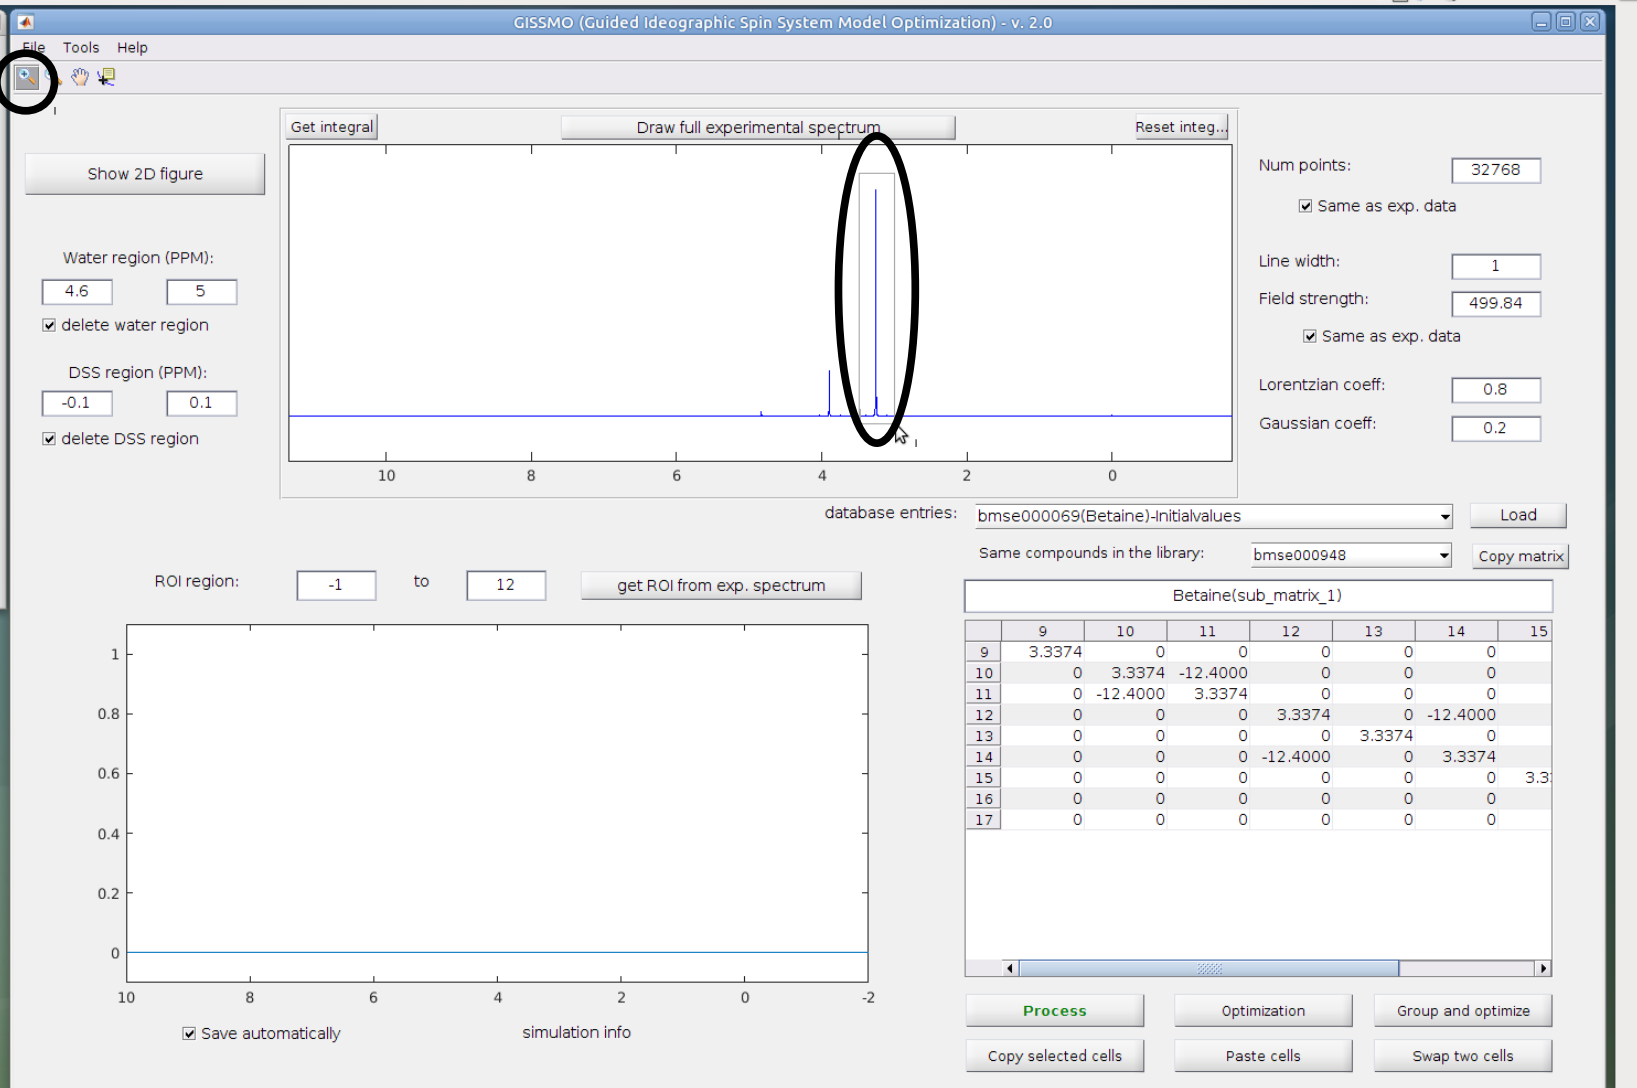 GISSMO (Guided Ideographic Spin System Model Optimization) - v. 2.0
File Tools Help
Get integral Draw full experimental spectrum Reset integ...
Show 2D figure
Num points: 32768
Same as exp. data
Water region (PPM):
4.6 5
delete water region
Line width: 1
Field strength: 499.84
Same as exp. data
DSS region (PPM):
-0.1 0.1
delete DSS region
Lorentzian coeff: 0.8
Gaussian coeff: 0.2
10 8 6 4 2 0
database entries: bmse000069(Betaine)-Initialvalues Load
Same compounds in the library: bmse000948 Copy matrix
ROI region: -1 to 12 get ROI from exp. spectrum
Betaine(sub_matrix_1)
9 10 11 12 13 14 15
9 3.3374 0 0 0 0 0
10 0 3.3374 -12.4000 0 0 0
11 0 -12.4000 3.3374 0 0 0
12 0 0 0 3.3374 0 -12.4000
13 0 0 0 0 3.3374 0
14 0 0 0 -12.4000 0 3.3374
15 0 0 0 0 0 0
16 0 0 0 0 0 0
17 0 0 0 0 0 0
1
0.8
0.6
0.4
0.2
0
10 8 6 4 2 0 -2
Save automatically simulation info
Process Optimization Group and optimize
Copy selected cells Paste cells Swap two cells